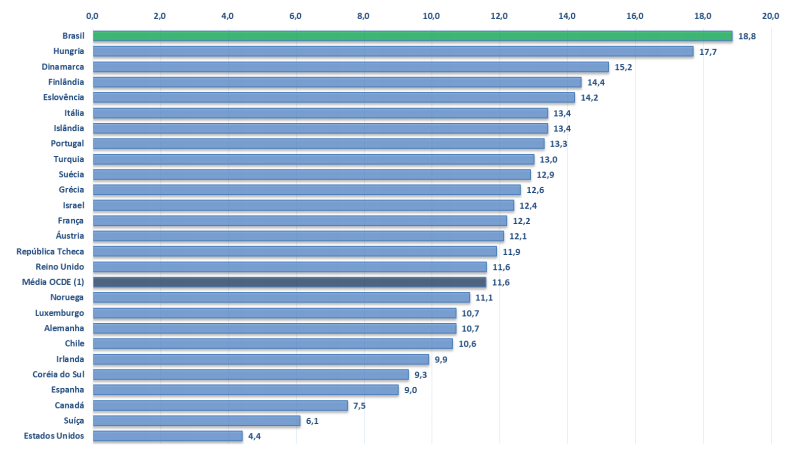 0,0 2,0 4,0 6,0 8,0 10,0 12,0 14,0 16,0 18,0 20,0
Brasil 18,8
Hungria 17,7
Dinamarca 15,2
Finlândia 14,4
Eslovência 14,2
Itália 13,4
Islândia 13,4
Portugal 13,3
Turquia 13,0
Suécia 12,9
Grécia 12,6
Israel 12,4
França 12,2
Áustria 12,1
República Tcheca 11,9
Reino Unido 11,6
Média OCDE (1) 11,6
Noruega 11,1
Luxemburgo 10,7
Alemanha 10,7
Chile 10,6
Irlanda 9,9
Coréia do Sul 9,3
Espanha 9,0
Canadá 7,5
Suíça 6,1
Estados Unidos 4,4